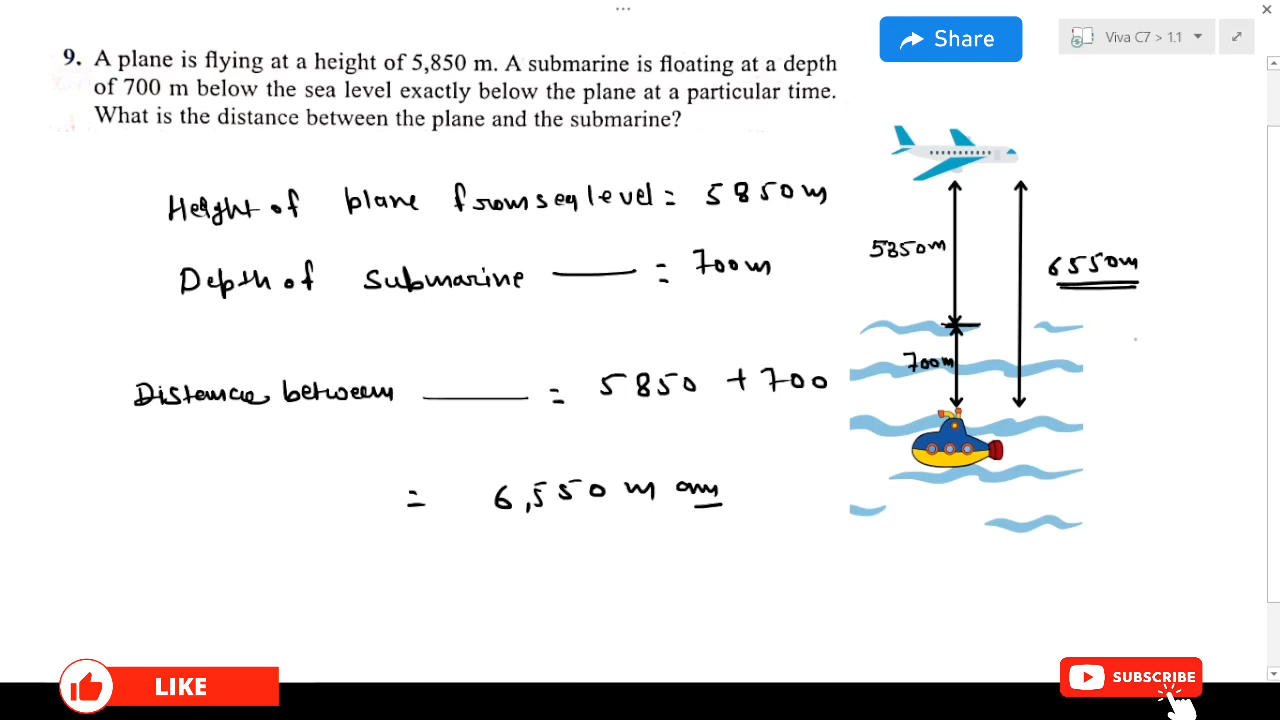 ...
Share
Viva C7 > 1.1
9. A plane is flying at a height of 5,850 m. A submarine is floating at a depth
of 700 m below the sea level exactly below the plane at a particular time.
What is the distance between the plane and the submarine?
Height of plane from sea level = 5850m
Depth of submarine —— = 700m
Distance between —— = 5850 + 700
= 6,550 m ans
5850m
6550m
700m
LIKE
SUBSCRIBE